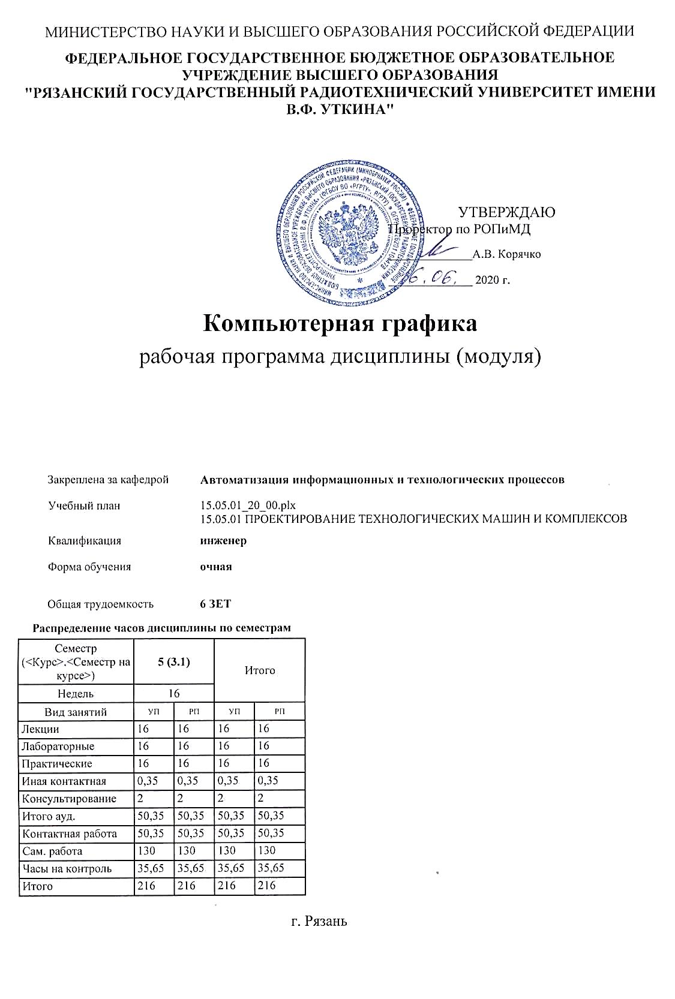 МИНИСТЕРСТВО НАУКИ И ВЫСШЕГО ОБРАЗОВАНИЯ РОССИЙСКОЙ ФЕДЕРАЦИИ
ФЕДЕРАЛЬНОЕ ГОСУДАРСТВЕННОЕ БЮДЖЕТНОЕ ОБРАЗОВАТЕЛЬНОЕ
УЧРЕЖДЕНИЕ ВЫСШЕГО ОБРАЗОВАНИЯ
"РЯЗАНСКИЙ ГОСУДАРСТВЕННЫЙ РАДИОТЕХНИЧЕСКИЙ УНИВЕРСИТЕТ ИМЕНИ
В.Ф. УТКИНА"
УТВЕРЖДАЮ
Проректор по РОПиМД
А.В. Корячко
06. 2020 г.
Компьютерная графика
рабочая программа дисциплины (модуля)
Закреплена за кафедрой Автоматизация информационных и технологических процессов
Учебный план 15.05.01_20_00.plx
15.05.01 ПРОЕКТИРОВАНИЕ ТЕХНОЛОГИЧЕСКИХ МАШИН И КОМПЛЕКСОВ
Квалификация инженер
Форма обучения очная
Общая трудоемкость 6 ЗЕТ
Распределение часов дисциплины по семестрам
Семестр
(<Курс>.<Семестр на
курсе>) 5 (3.1) Итого
Недель 16
Вид занятий УП РП УП РП
Лекции 16 16 16 16
Лабораторные 16 16 16 16
Практические 16 16 16 16
Иная контактная 0,35 0,35 0,35 0,35
Консультирование 2 2 2 2
Итого ауд. 50,35 50,35 50,35 50,35
Контактная работа 50,35 50,35 50,35 50,35
Сам. работа 130 130 130 130
Часы на контроль 35,65 35,65 35,65 35,65
Итого 216 216 216 216
г. Рязань